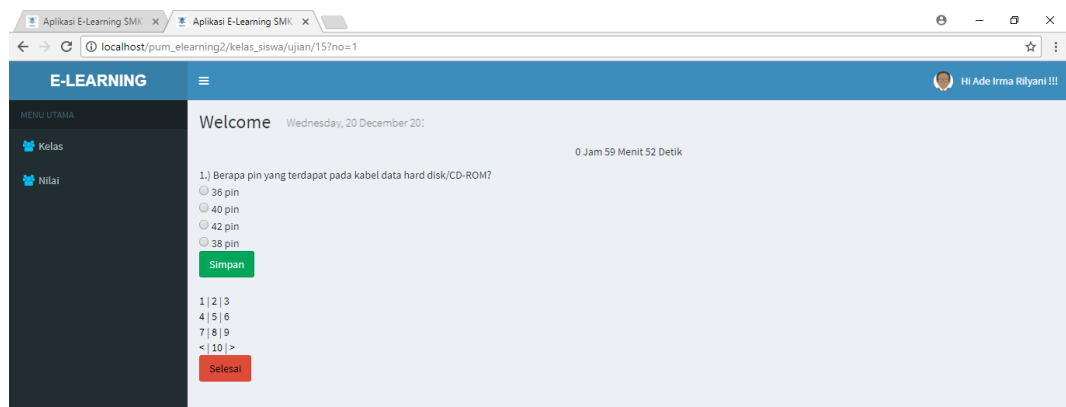 Aplikasi E-Learning SMK
Aplikasi E-Learning SMK
localhost/pum_elearning2/kelas_siswa/ujian/15?no=1
E-LEARNING
Hi Ade Irma Rilyani !!!
MENU UTAMA
Kelas
Nilai
Welcome Wednesday, 20 December 20
0 Jam 59 Menit 52 Detik
1.) Berapa pin yang terdapat pada kabel data hard disk/CD-ROM?
36 pin
40 pin
42 pin
38 pin
Simpan
1 | 2 | 3
4 | 5 | 6
7 | 8 | 9
< | 10 | >
Selesai